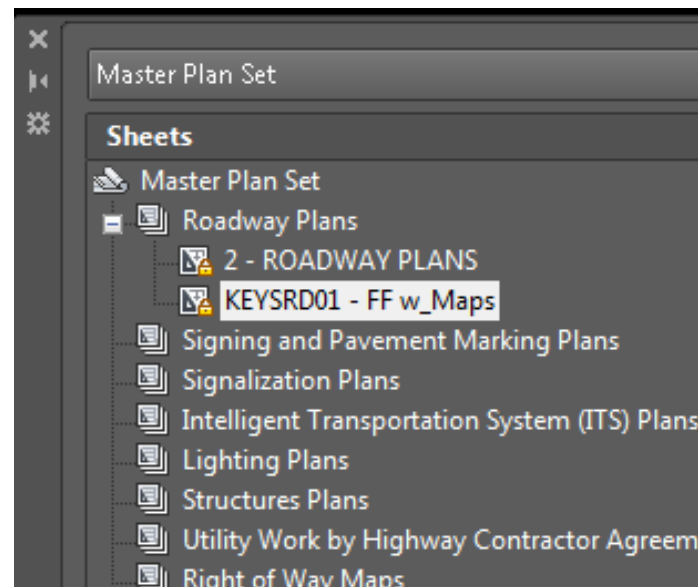 Master Plan Set
Sheets
Master Plan Set
Roadway Plans
2 - ROADWAY PLANS
KEYSRD01 - FF w_Maps
Signing and Pavement Marking Plans
Signalization Plans
Intelligent Transportation System (ITS) Plans
Lighting Plans
Structures Plans
Utility Work by Highway Contractor Agreem
Right of Way Maps